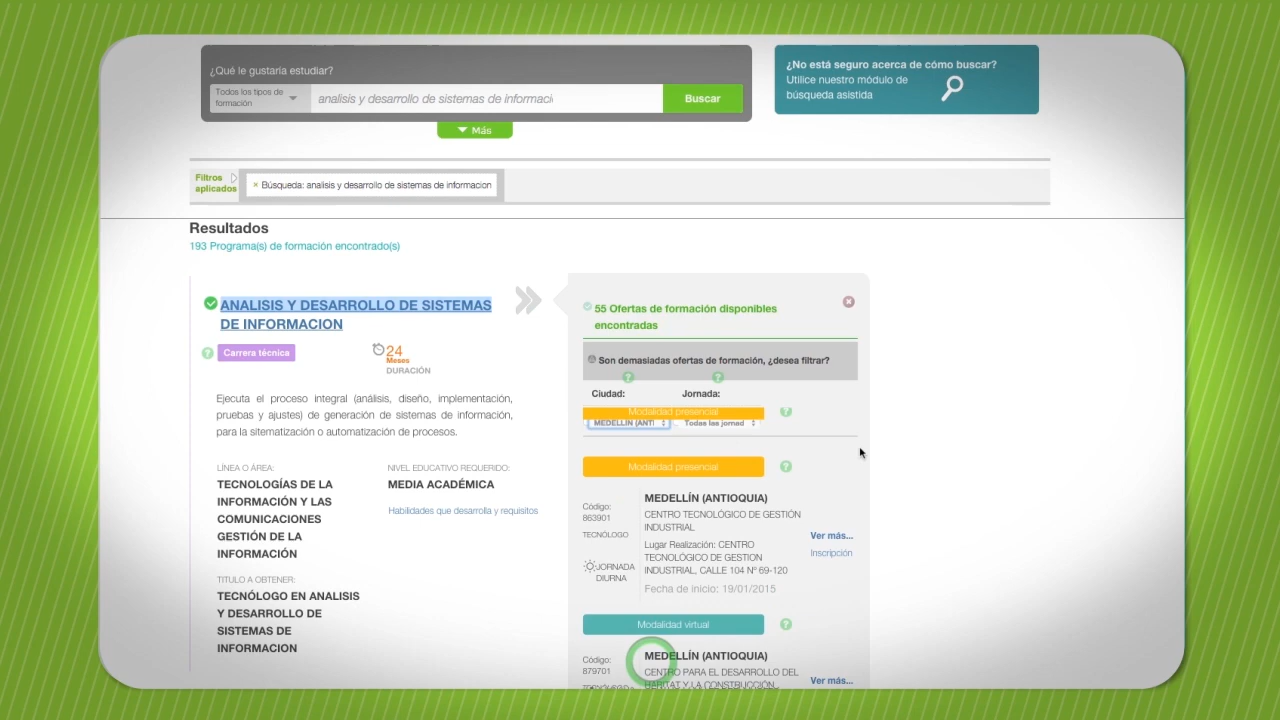 ¿Qué le gustaría estudiar?
Todos los tipos de
formación
analisis y desarrollo de sistemas de informaci
Buscar
Más
¿No está seguro acerca de cómo buscar?
Utilice nuestro módulo de
búsqueda asistida
Filtros
aplicados
× Búsqueda: analisis y desarrollo de sistemas de informacion
Resultados
193 Programa(s) de formación encontrado(s)
ANALISIS Y DESARROLLO DE SISTEMAS
DE INFORMACION
Carrera técnica
24
Meses
DURACIÓN
Ejecuta el proceso integral (análisis, diseño, implementación,
pruebas y ajustes) de generación de sistemas de información,
para la sitematización o automatización de procesos.
LÍNEA O ÁREA:
TECNOLOGÍAS DE LA
INFORMACIÓN Y LAS
COMUNICACIONES
GESTIÓN DE LA
INFORMACIÓN
NIVEL EDUCATIVO REQUERIDO:
MEDIA ACADÉMICA
Habilidades que desarrolla y requisitos
TITULO A OBTENER:
TECNÓLOGO EN ANALISIS
Y DESARROLLO DE
SISTEMAS DE
INFORMACION
55 Ofertas de formación disponibles
encontradas
Son demasiadas ofertas de formación, ¿desea filtrar?
Ciudad:
Jornada:
Modalidad presencial
MEDELLIN (ANTI
Todas las jornad
Modalidad presencial
Código:
863901
TECNÓLOGO
JORNADA
DIURNA
MEDELLÍN (ANTIOQUIA)
CENTRO TECNOLÓGICO DE GESTIÓN
INDUSTRIAL
Lugar Realización: CENTRO
TECNOLÓGICO DE GESTION
INDUSTRIAL, CALLE 104 Nº 69-120
Fecha de inicio: 19/01/2015
Ver más...
Inscripción
Modalidad virtual
Código:
879701
MEDELLÍN (ANTIOQUIA)
CENTRO PARA EL DESARROLLO DEL
HÁBITAT Y LA CONSTRUCCIÓN
Ver más...